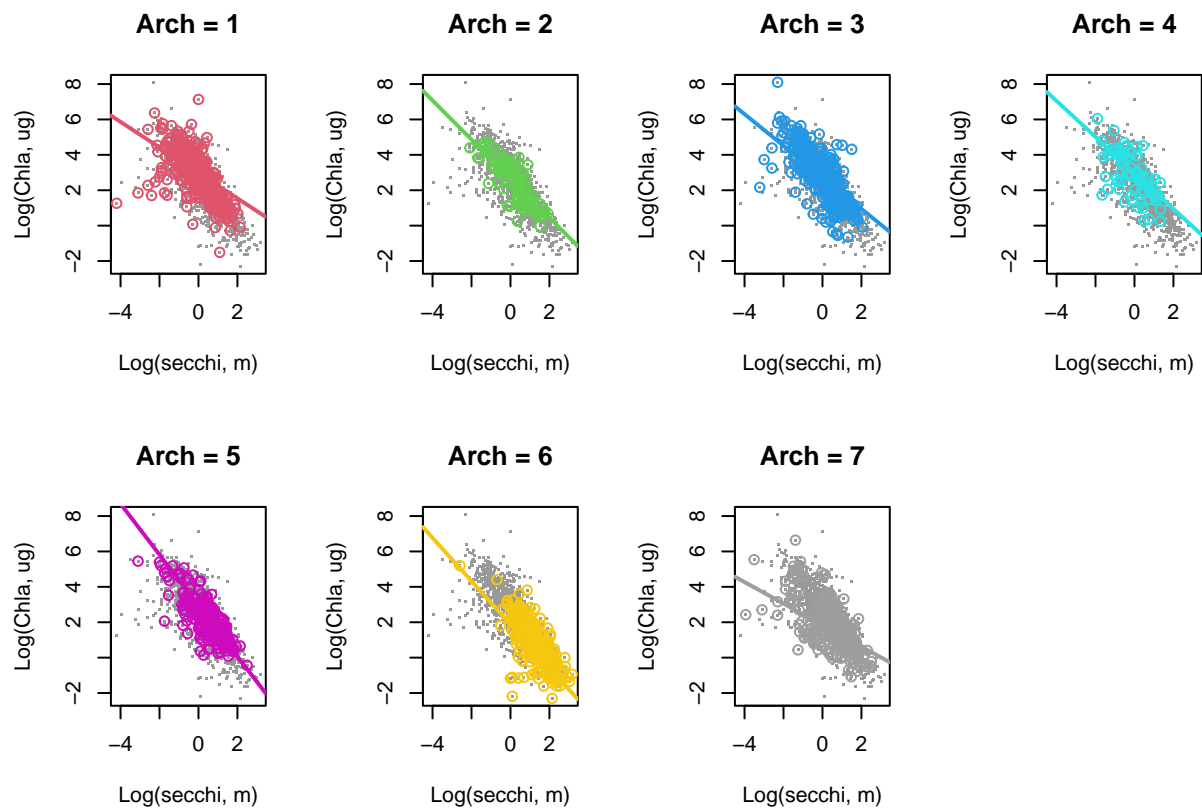 Arch = 1
Log(Chla, ug)
8
6
4
2
−2
−4
0
2
Log(secchi, m)
Arch = 2
Log(Chla, ug)
8
6
4
2
−2
−4
0
2
Log(secchi, m)
Arch = 3
Log(Chla, ug)
8
6
4
2
−2
−4
0
2
Log(secchi, m)
Arch = 4
Log(Chla, ug)
8
6
4
2
−2
−4
0
2
Log(secchi, m)
Arch = 5
Log(Chla, ug)
8
6
4
2
−2
−4
0
2
Log(secchi, m)
Arch = 6
Log(Chla, ug)
8
6
4
2
−2
−4
0
2
Log(secchi, m)
Arch = 7
Log(Chla, ug)
8
6
4
2
−2
−4
0
2
Log(secchi, m)